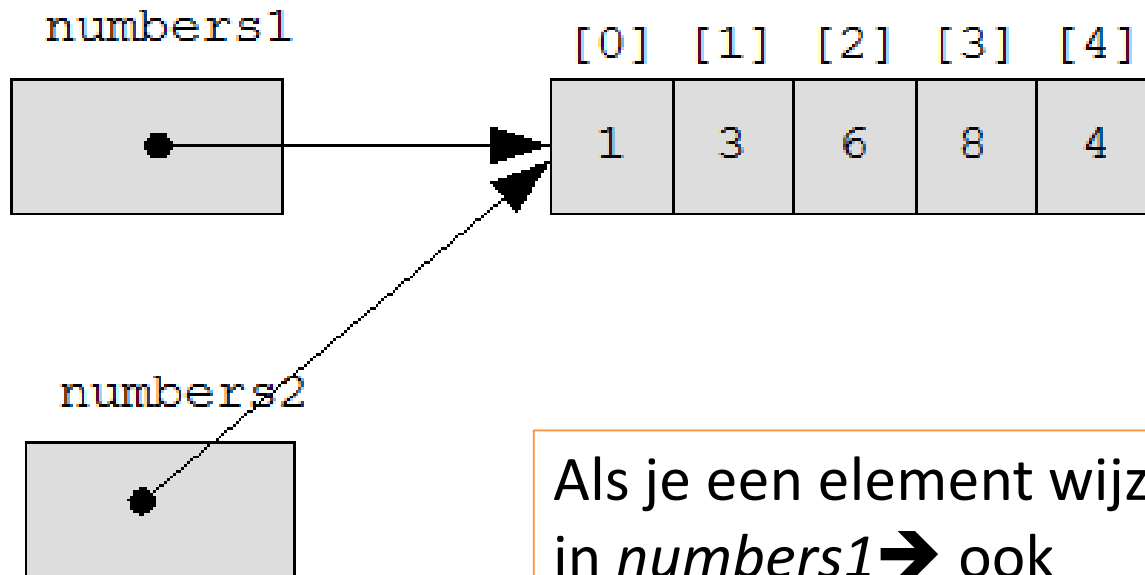 numbers1
[0] [1] [2] [3] [4]
1 3 6 8 4
numbers2
Als je een element wijz
in numbers1➔ ook